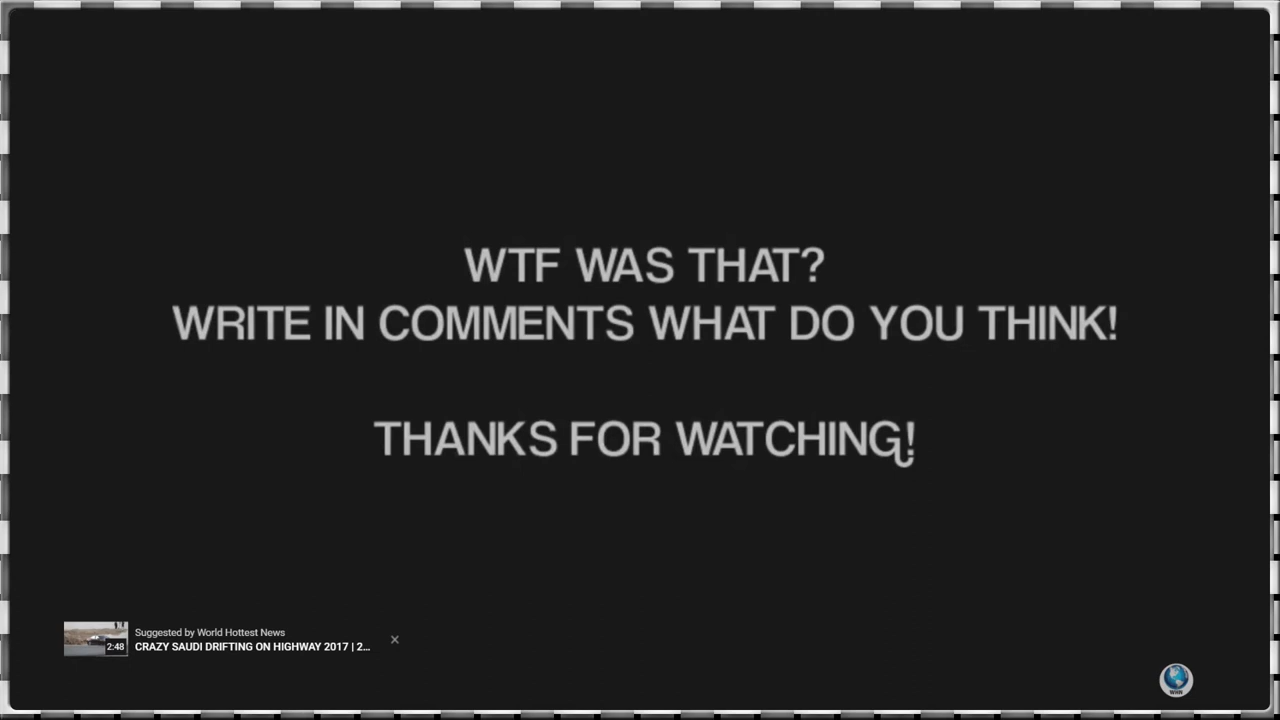 WTF WAS THAT?
WRITE IN COMMENTS WHAT DO YOU THINK!
THANKS FOR WATCHING!
Suggested by World Hottest News
2:48
CRAZY SAUDI DRIFTING ON HIGHWAY 2017 | 2...
WHN